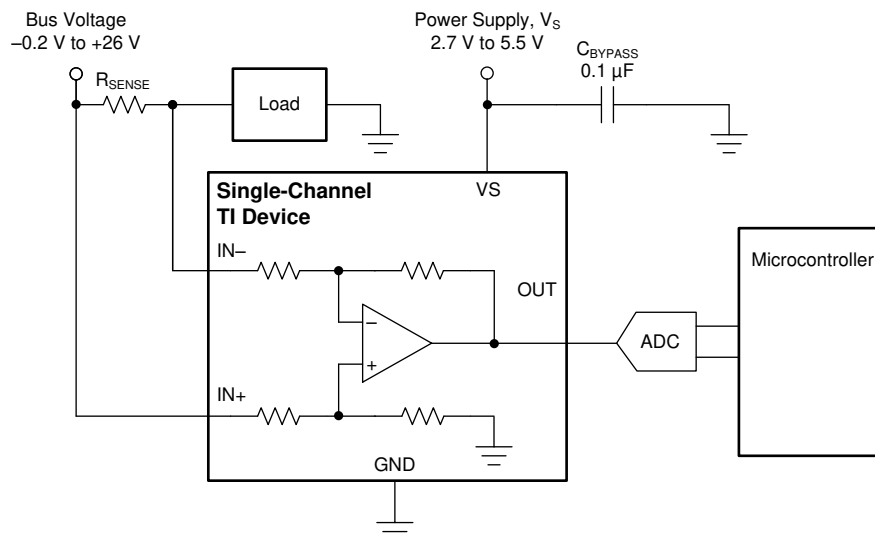 Bus Voltage
–0.2 V to +26 V
Power Supply, VS
2.7 V to 5.5 V
CBYPASS
0.1 µF
RSENSE
Load
Single-Channel
TI Device
VS
IN–
OUT
Microcontroller
–
ADC
+
IN+
GND